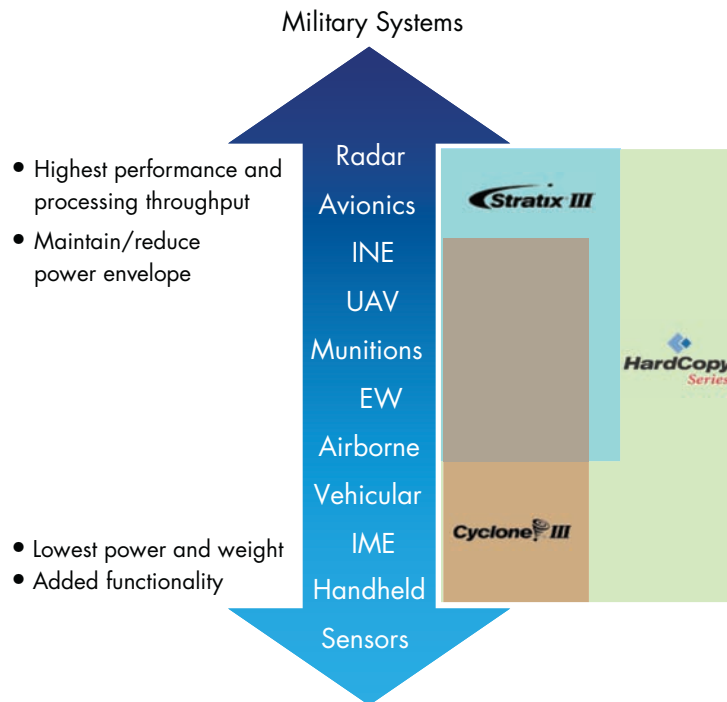 Military Systems
• Highest performance and
processing throughput
• Maintain/reduce
power envelope
Radar
Avionics
INE
UAV
Munitions
EW
Airborne
Vehicular
IME
Handheld
Sensors
• Lowest power and weight
• Added functionality
Stratix III
HardCopy
Series
Cyclone III